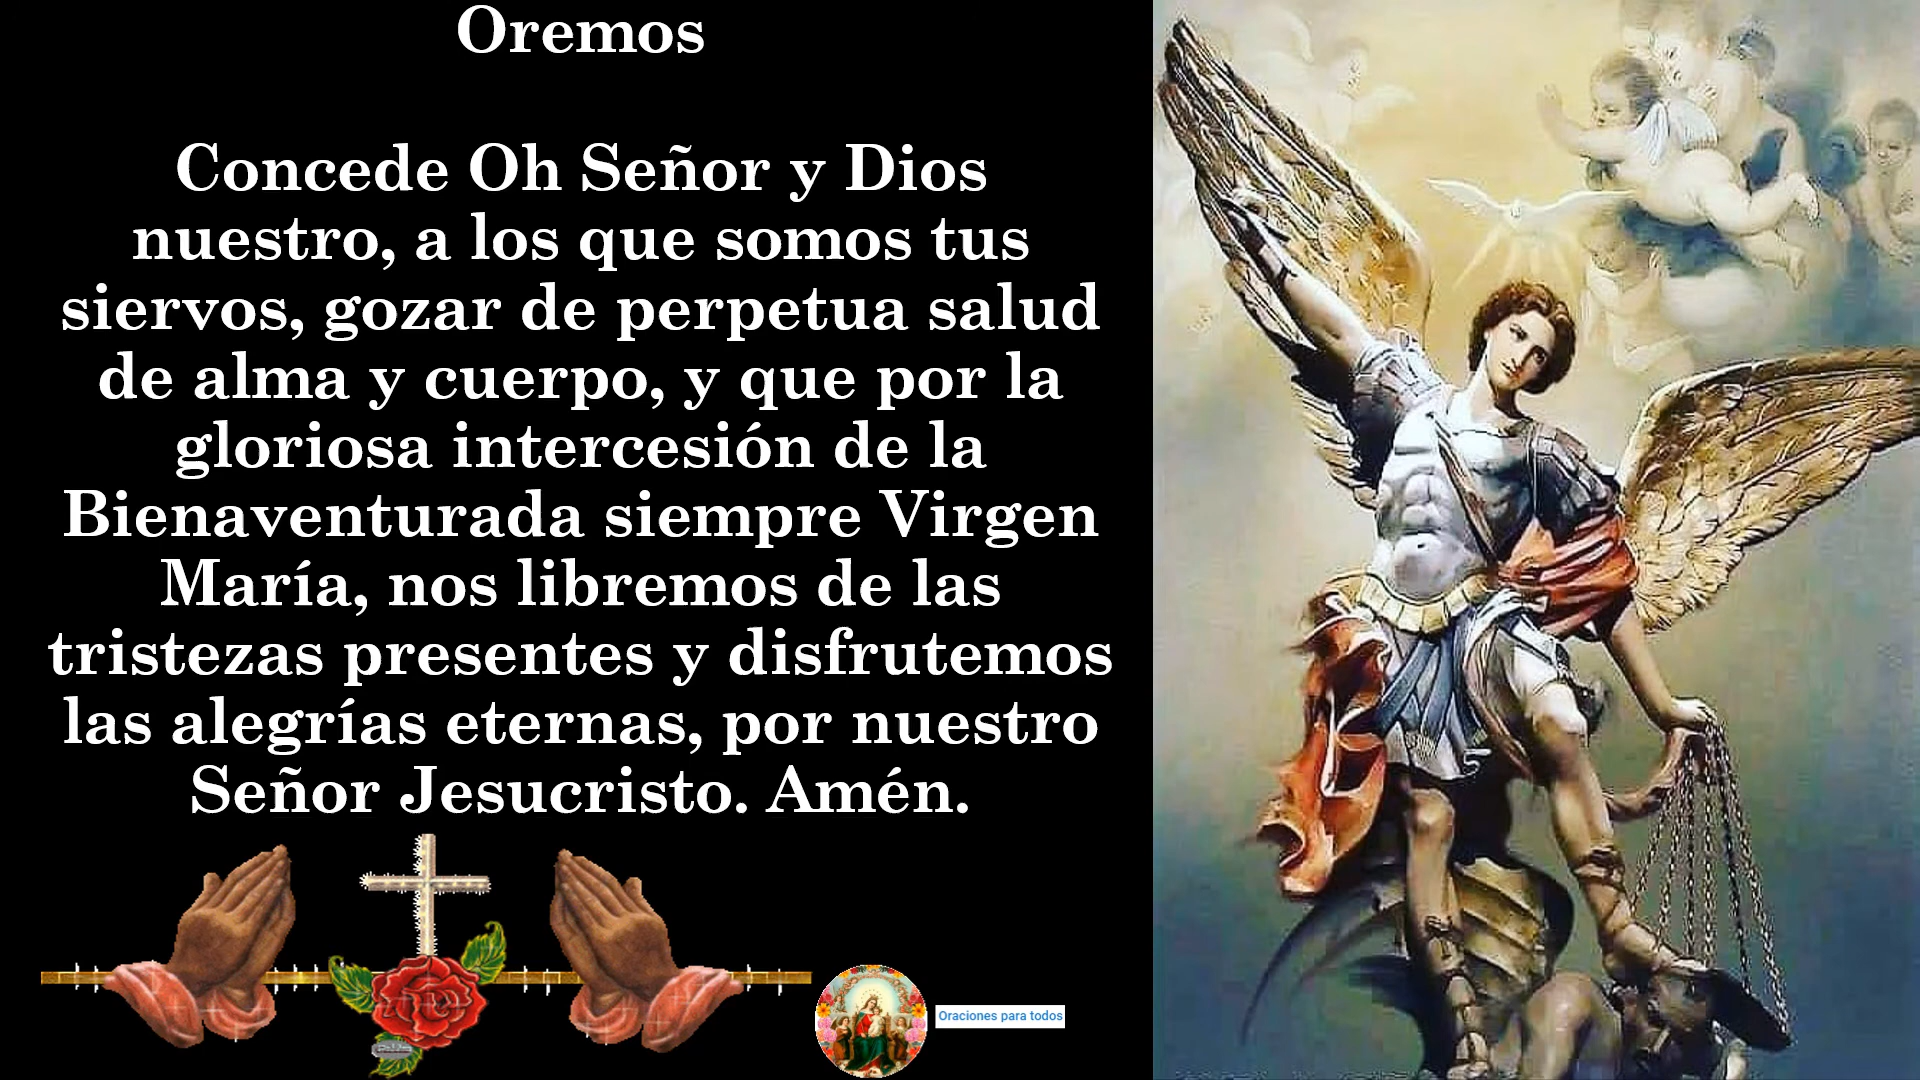 Oremos
Concede Oh Señor y Dios
nuestro, a los que somos tus
siervos, gozar de perpetua salud
de alma y cuerpo, y que por la
gloriosa intercesión de la
Bienaventurada siempre Virgen
María, nos libremos de las
tristezas presentes y disfrutemos
las alegrías eternas, por nuestro
Señor Jesucristo. Amén.
Oraciones para todos